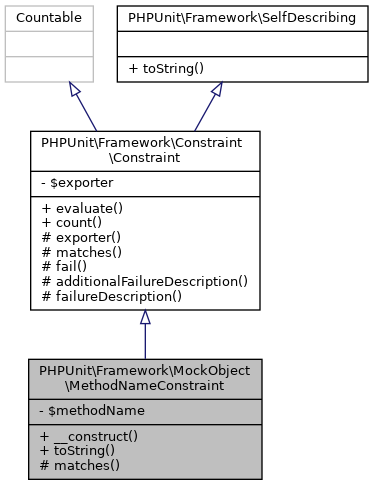 Countable
PHPUnit\Framework\SelfDescribing
+ toString()
PHPUnit\Framework\Constraint
\Constraint
- $exporter
+ evaluate()
+ count()
# exporter()
# matches()
# fail()
# additionalFailureDescription()
# failureDescription()
PHPUnit\Framework\MockObject
\MethodNameConstraint
- $methodName
+ __construct()
+ toString()
# matches()